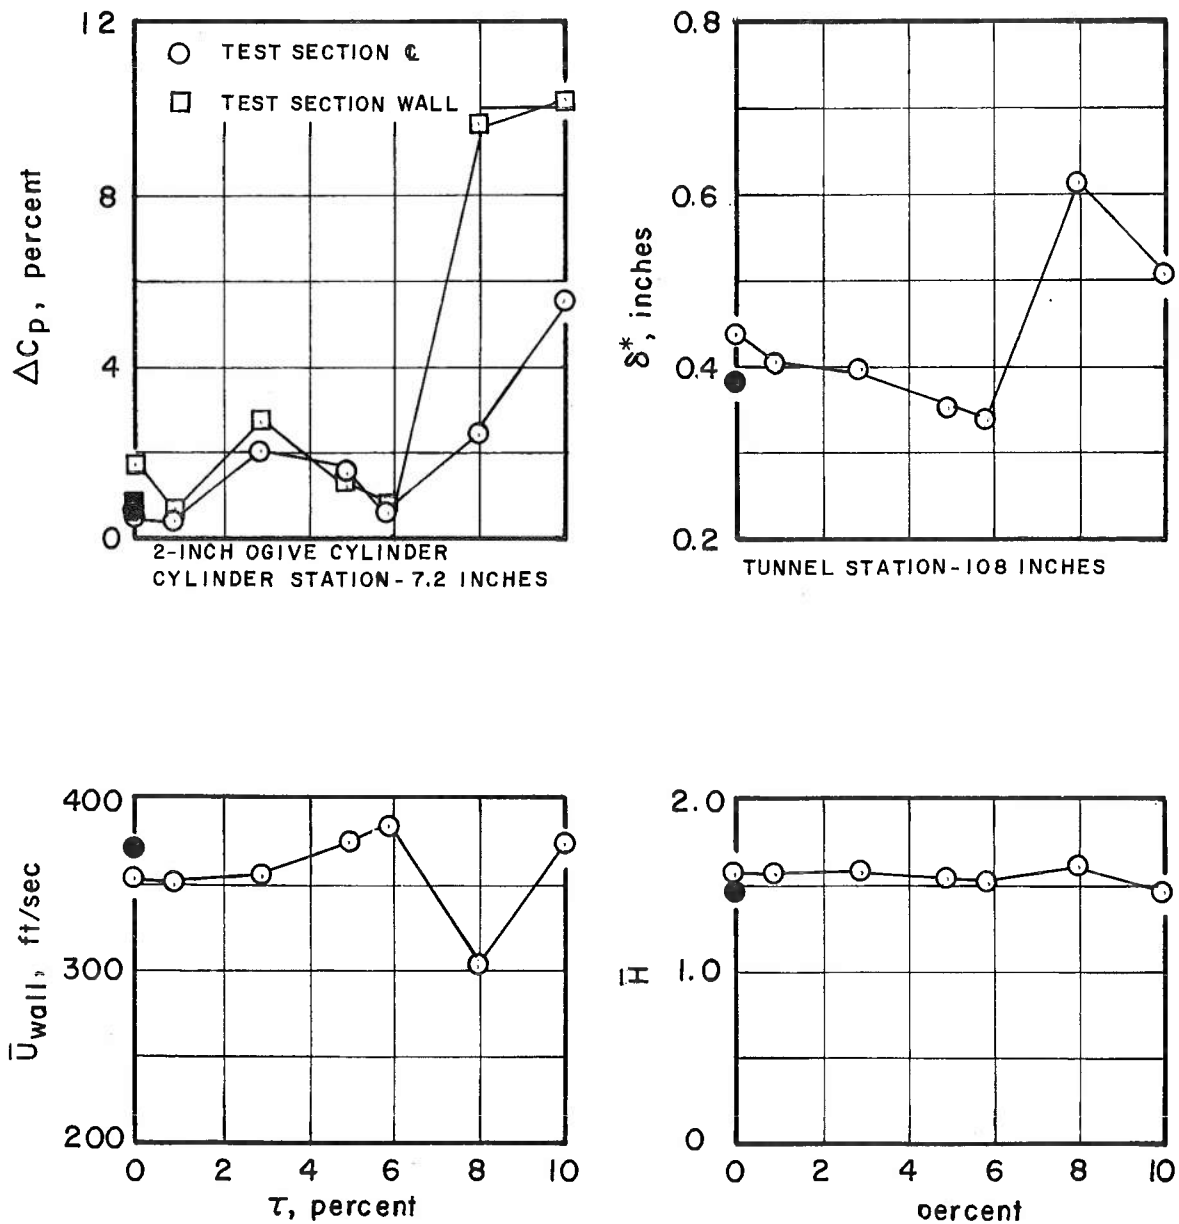 12
8
4
0
ΔCp, percent
TEST SECTION ℄
TEST SECTION WALL
2-INCH OGIVE CYLINDER
CYLINDER STATION-7.2 INCHES
0.8
0.6
0.4
0.2
δ*, inches
TUNNEL STATION-108 INCHES
400
300
200
U̅wall, ft/sec
0 2 4 6 8 10
τ, percent
2.0
1.0
0
H̅
0 2 4 6 8 10
percent